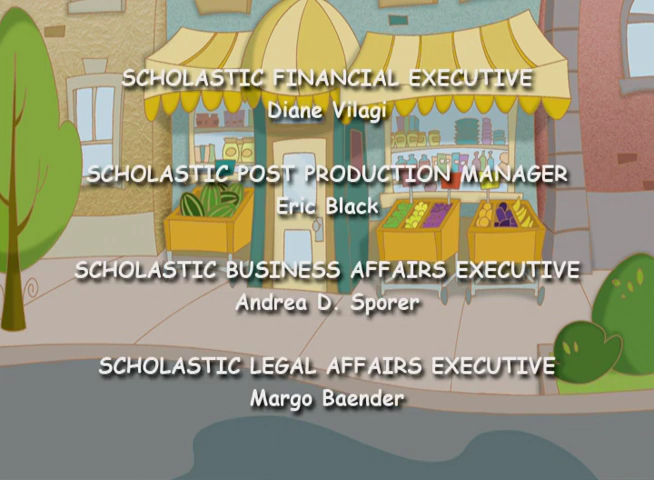 SCHOLASTIC FINANCIAL EXECUTIVE
Diane Vilagi
SCHOLASTIC POST PRODUCTION MANAGER
Eric Black
SCHOLASTIC BUSINESS AFFAIRS EXECUTIVE
Andrea D. Sporer
SCHOLASTIC LEGAL AFFAIRS EXECUTIVE
Margo Baender